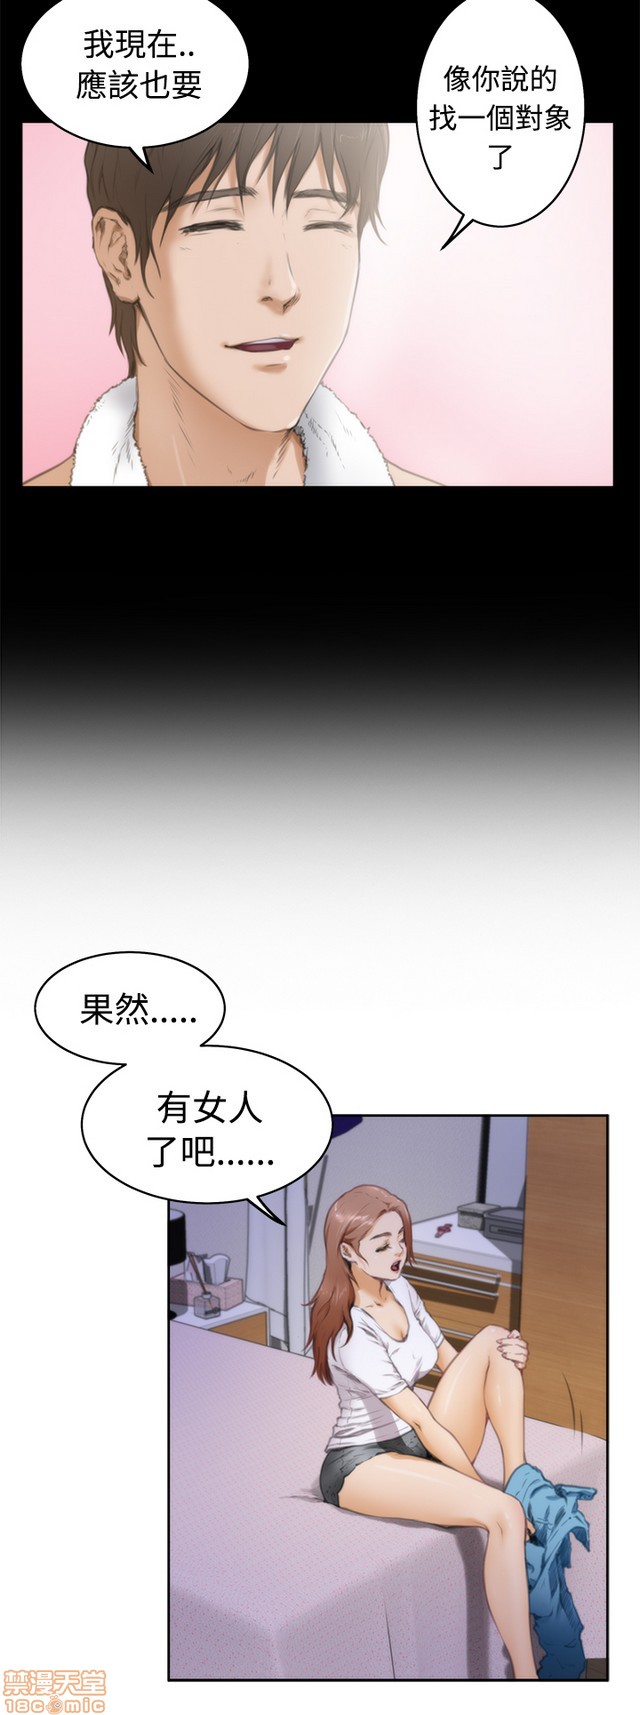 我現在..
應該也要
像你說的
找一個對象
了
果然.....
有女人
了吧......
禁漫天堂
18comic